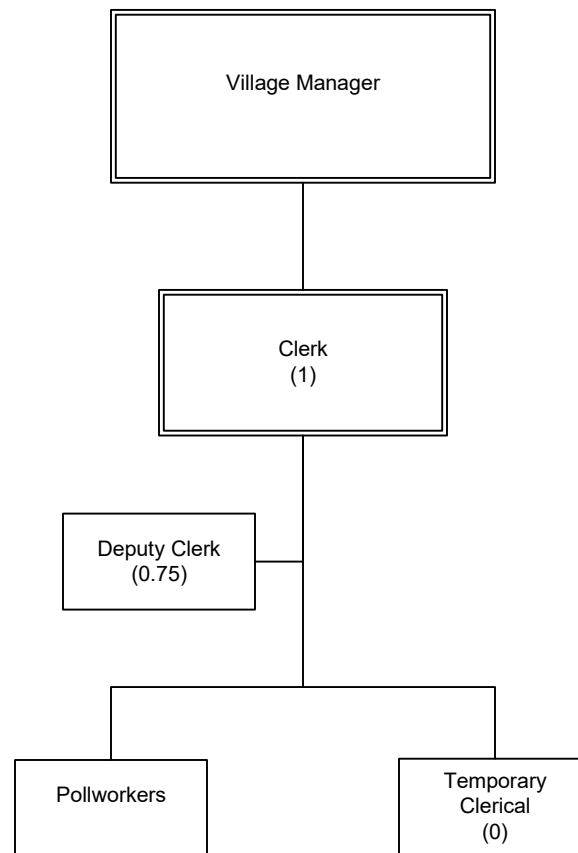 Village Manager
Clerk
(1)
Deputy Clerk
(0.75)
Pollworkers
Temporary
Clerical
(0)